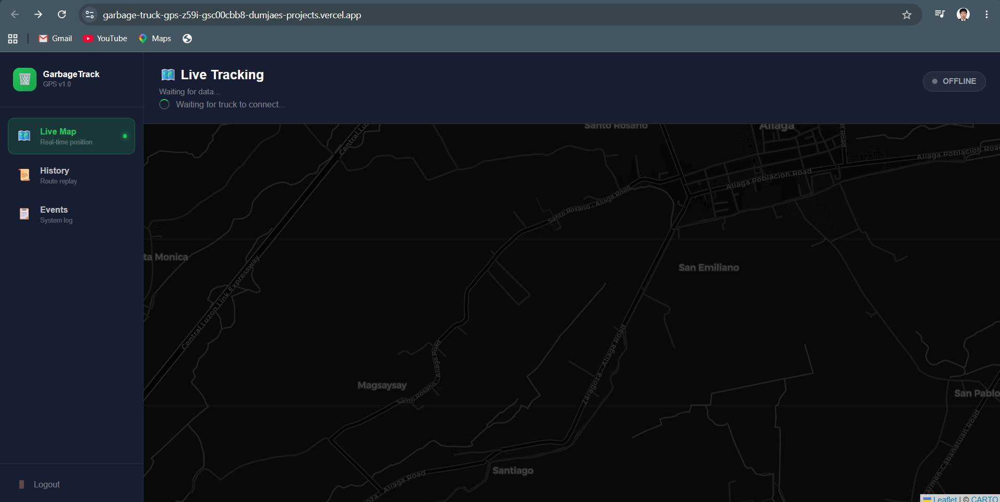 garbage-truck-gps-z59i-gsc00cbb8-dumjaes-projects.vercel.app
Gmail
YouTube
Maps
GarbageTrack
GPS v1.0
Live Map
Real-time position
History
Route replay
Events
System log
Logout
Live Tracking
Waiting for data...
Waiting for truck to connect...
OFFLINE
Central Lu
Santo Rosario
Aliaga
nt Road
Aliaga Poblacion Roa
Aliaga Poblacion Road
Santo Rosario - Aliaga Road
ta Monica
San Emiliano
Central Luzon Link Expressway
Zaragoza - Aliaga Road
Santo Rosario - Aliaga Road
Magsaysay
San Pablo
armen-Cabanatuan Road
Santiago
oza - Aliaga Road
Leaflet | © CARTO